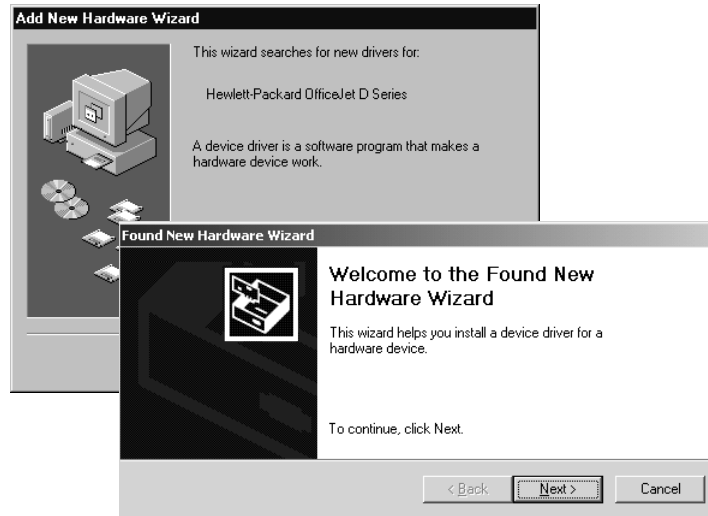 Add New Hardware Wizard
This wizard searches for new drivers for:
Hewlett-Packard OfficeJet D Series
A device driver is a software program that makes a
hardware device work.
Found New Hardware Wizard
Welcome to the Found New
Hardware Wizard
This wizard helps you install a device driver for a
hardware device.
To continue, click Next.
< Back
Next >
Cancel